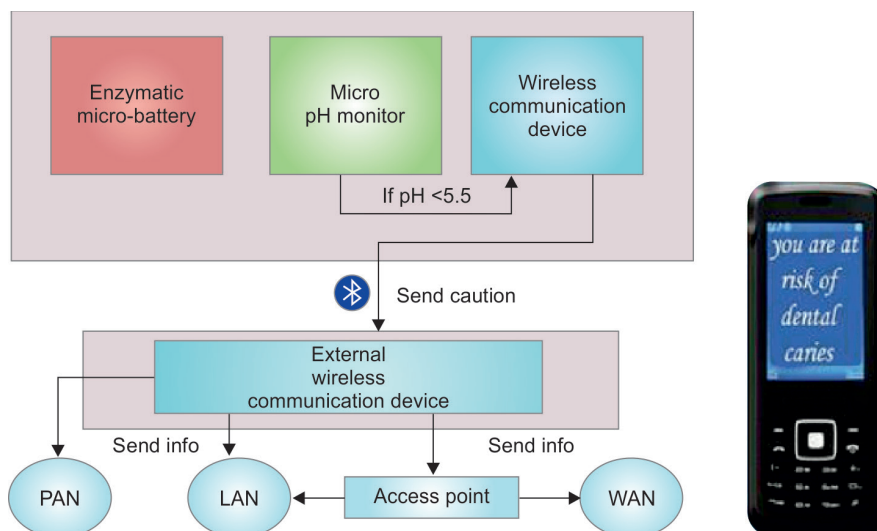 Enzymatic
micro-battery
Micro
pH monitor
Wireless
communication
device
If pH <5.5
Send caution
External
wireless
communication device
Send info
Send info
PAN
LAN
Access point
WAN
you are at
risk of
dental
caries